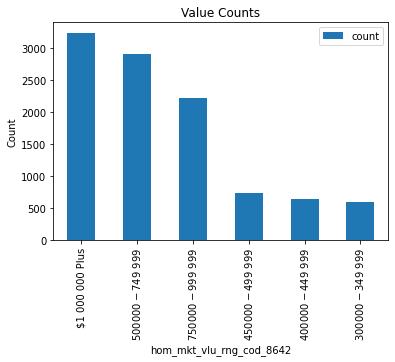 Value Counts
count
3000
2500
2000
1500
1000
500
0
Count
$1 000 000 Plus
500000 − 749 999
750000 − 999 999
450000 − 499 999
400000 − 449 999
300000 − 349 999
hom_mkt_vlu_rng_cod_8642